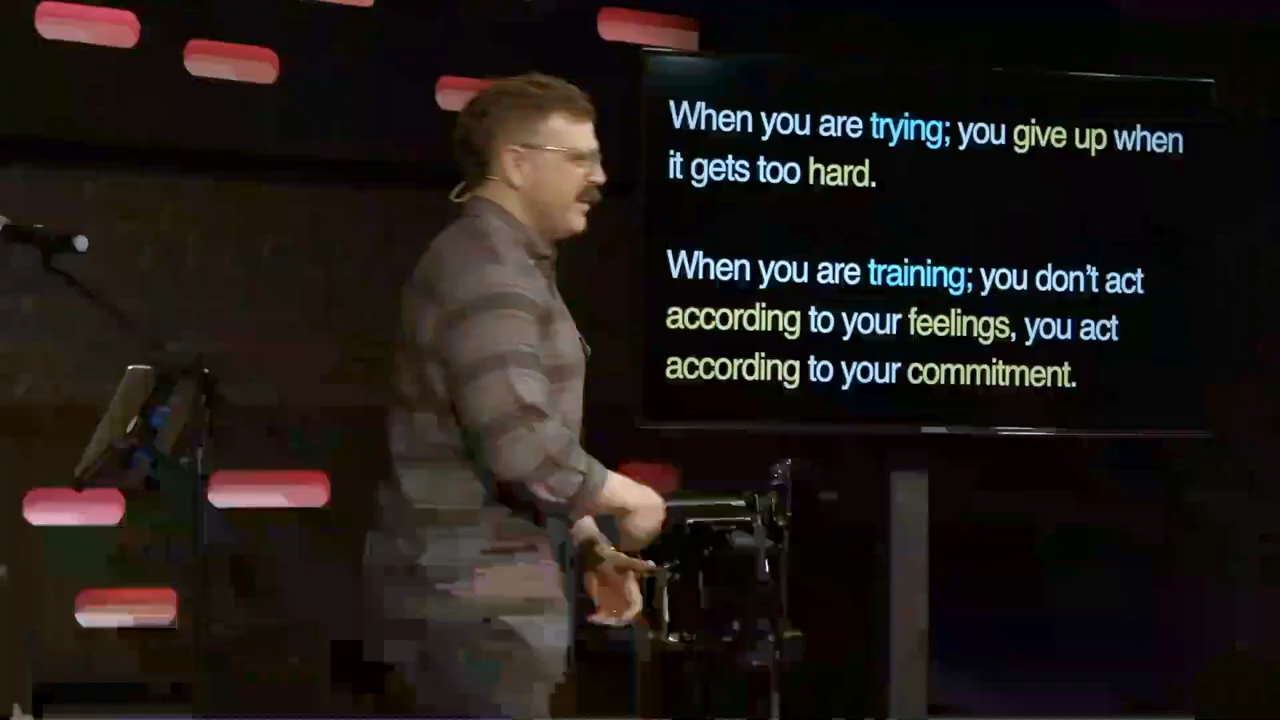 When you are trying; you give up when
it gets too hard.
When you are training; you don't act
according to your feelings, you act
according to your commitment.